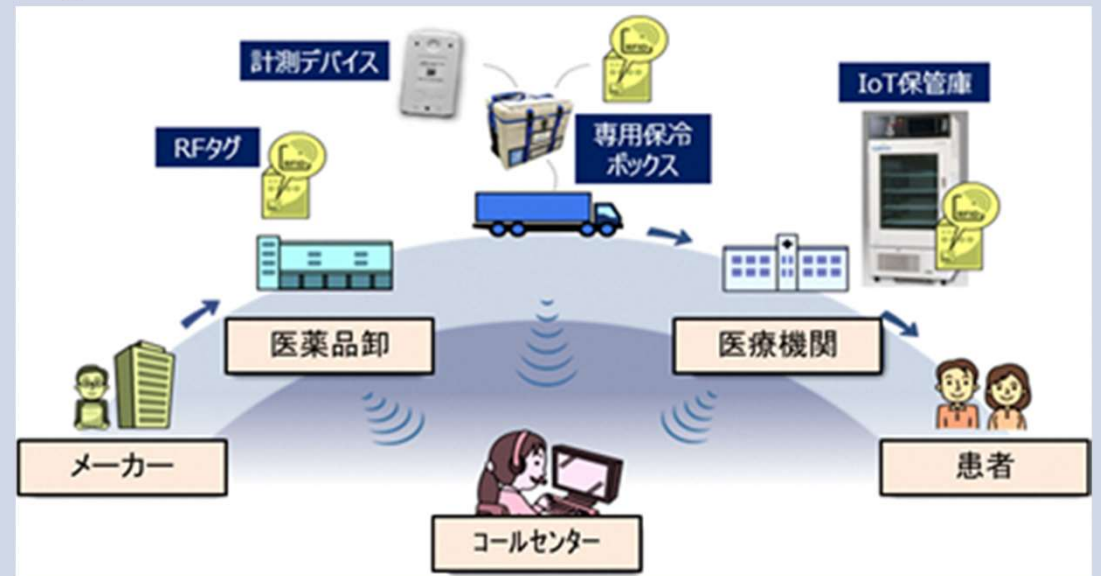 計測デバイス
IoT保管庫
RFタグ
専用保冷
ボックス
RFID
医薬品卸
医療機関
メーカー
患者
コールセンター